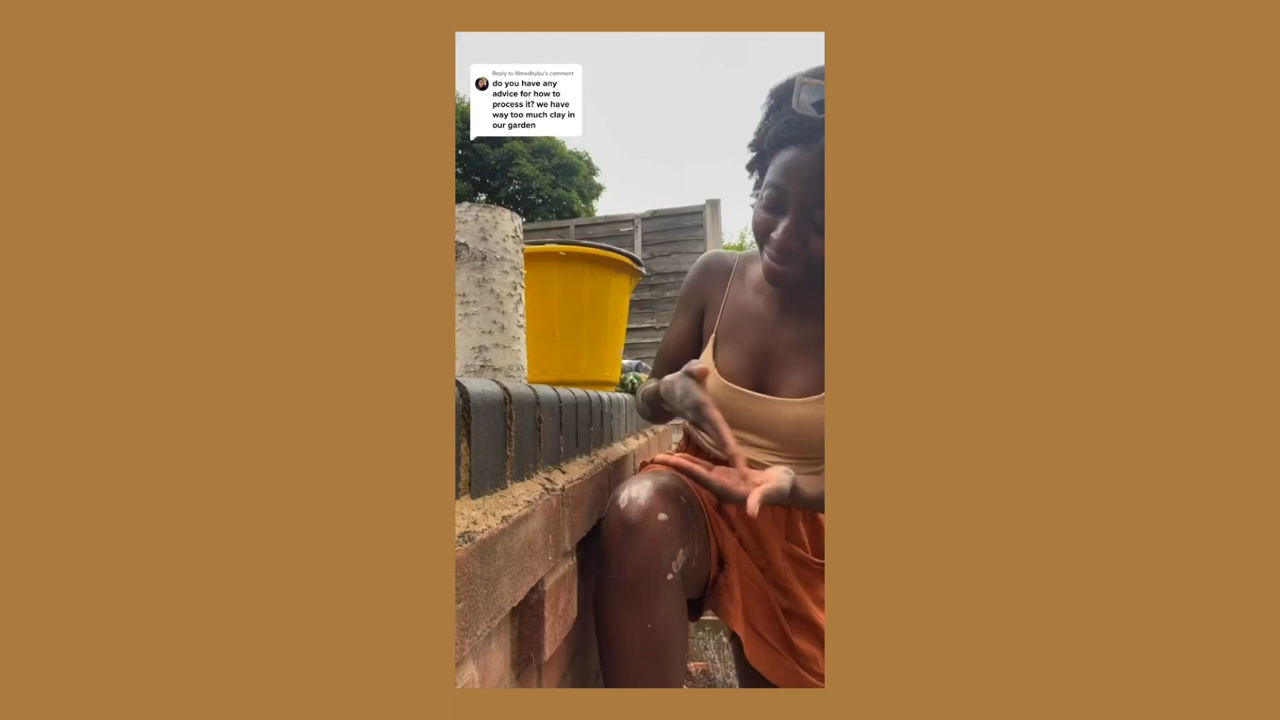 Reply to filmedbybu's comment
do you have any
advice for how to
process it? we have
way too much clay in
our garden